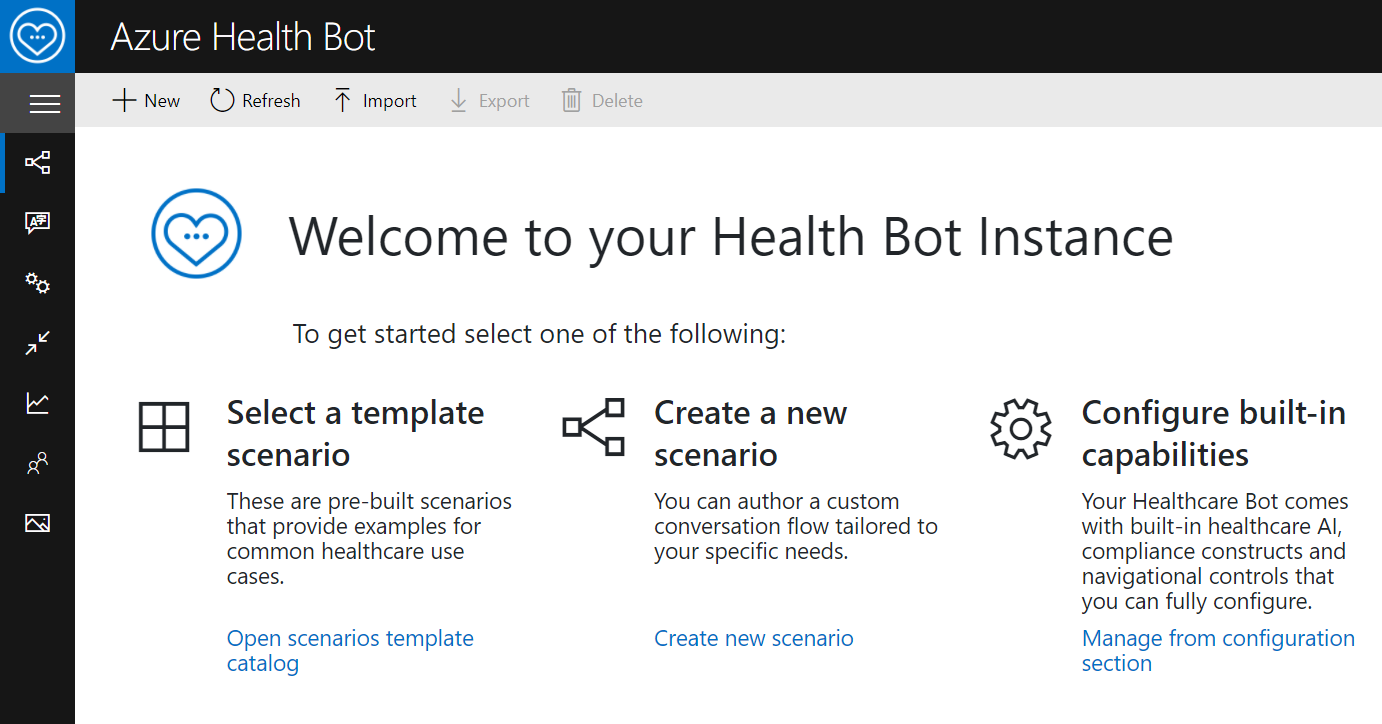 Azure Health Bot
New Refresh Import Export Delete
Welcome to your Health Bot Instance
To get started select one of the following:
Select a template
scenario
These are pre-built scenarios
that provide examples for
common healthcare use
cases.
Open scenarios template
catalog
Create a new
scenario
You can author a custom
conversation flow tailored to
your specific needs.
Create new scenario
Configure built-in
capabilities
Your Healthcare Bot comes
with built-in healthcare AI,
compliance constructs and
navigational controls that
you can fully configure.
Manage from configuration
section